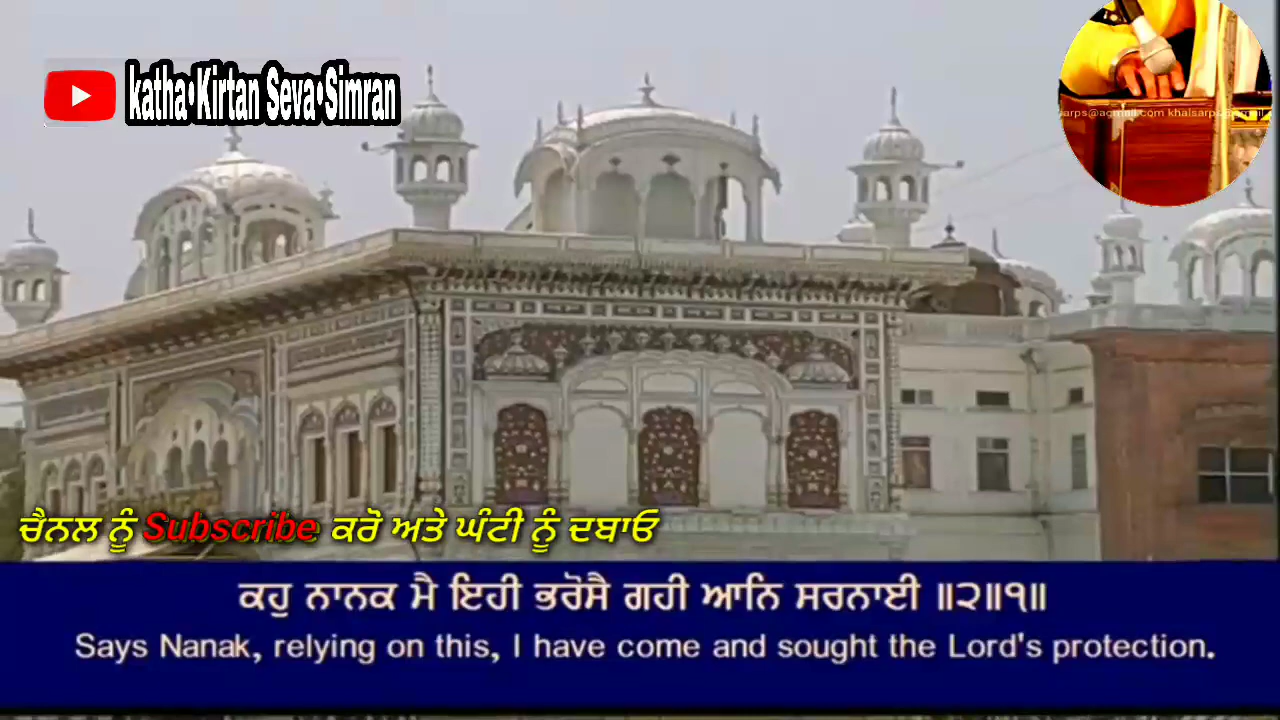 katha•Kirtan Seva•Simran
ਚੈਨਲ ਨੂੰ Subscribe ਕਰੋ ਅਤੇ ਘੰਟੀ ਨੂੰ ਦਬਾਓ
ਕਹੁ ਨਾਨਕ ਮੈ ਇਹੀ ਭਰੋਸੈ ਗਹੀ ਆਨਿ ਸਰਨਾਈ ॥੨॥੧॥
Says Nanak, relying on this, I have come and sought the Lord's protection.